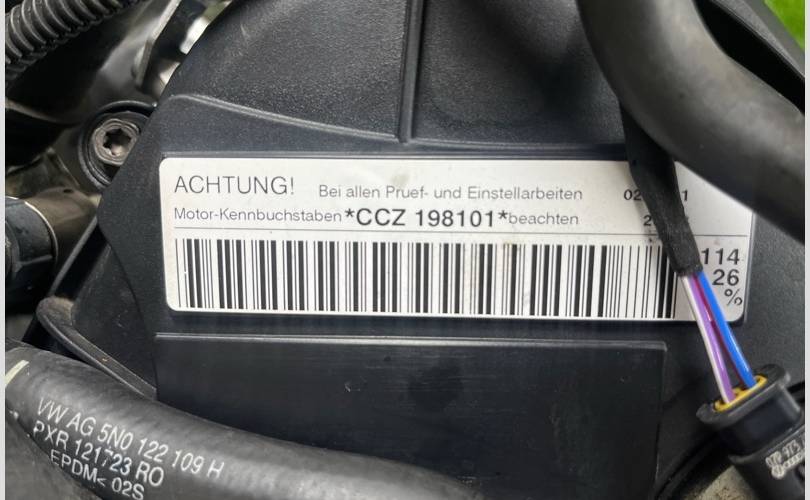 ACHTUNG! Bei allen Pruef- und Einstellarbeiten
Motor-Kennbuchstaben *CCZ 198101* beachten
114
26
%
VW AG 5N0 122 109 H
PXR 121723 RO
EPDM< 02S